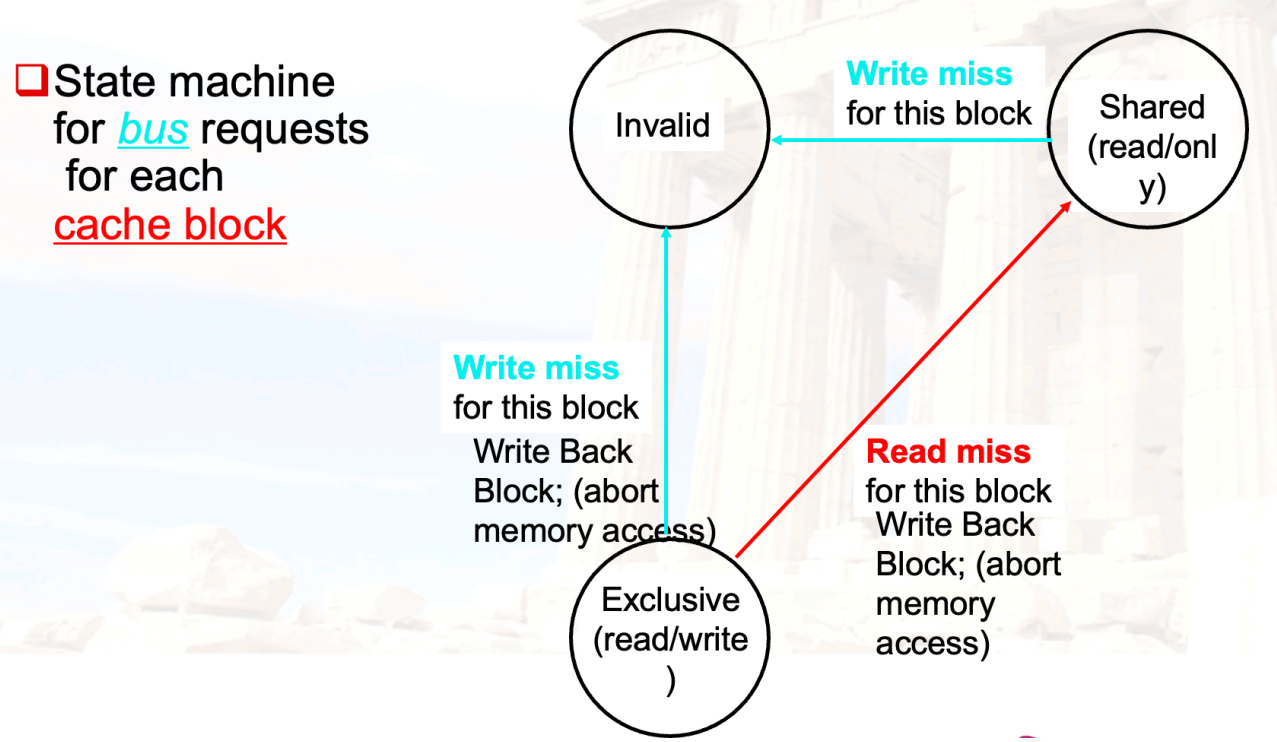 State machine
for bus requests
for each
cache block
Invalid
Write miss
for this block
Shared
(read/onl
y)
Write miss
for this block
Write Back
Block; (abort
memory access)
Read miss
for this block
Write Back
Block; (abort
memory
access)
Exclusive
(read/write
)